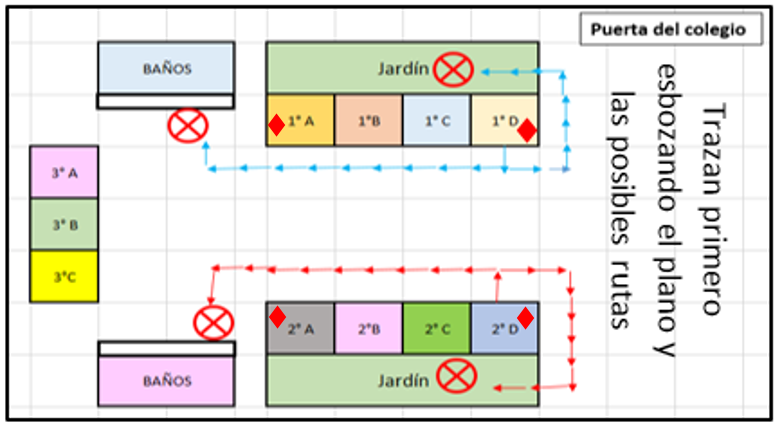 Puerta del colegio
BAÑOS
Jardín
1° A
1°B
1° C
1° D
3° A
3° B
3°C
2° A
2°B
2° C
2° D
BAÑOS
Jardín
Trazan primero
esbozando el plano y
las posibles rutas